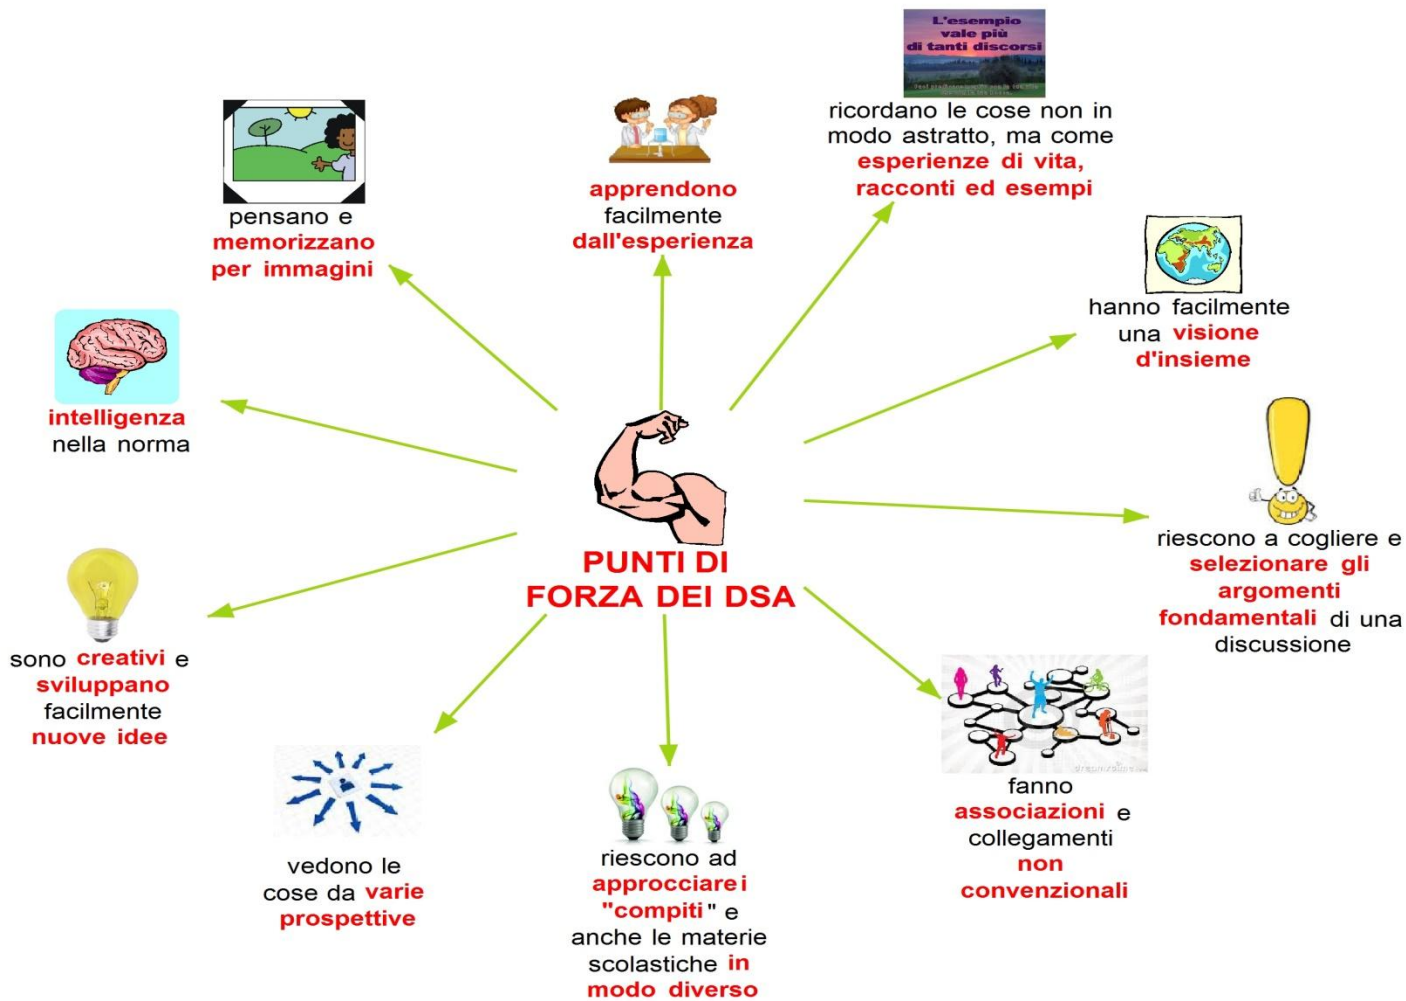 L'esempio
vale più
di tanti discorsi
ricordano le cose non in
modo astratto, ma come
esperienze di vita,
racconti ed esempi
apprendono
facilmente
dall'esperienza
pensano e
memorizzano
per immagini
hanno facilmente
una visione
d'insieme
intelligenza
nella norma
riescono a cogliere e
selezionare gli
argomenti
fondamentali di una
discussione
PUNTI DI
FORZA DEI DSA
sono creativi e
sviluppano
facilmente
nuove idee
fanno
associazioni e
collegamenti
non
convenzionali
vedono le
cose da varie
prospettive
riescono ad
approcciare i
"compiti" e
anche le materie
scolastiche in
modo diverso